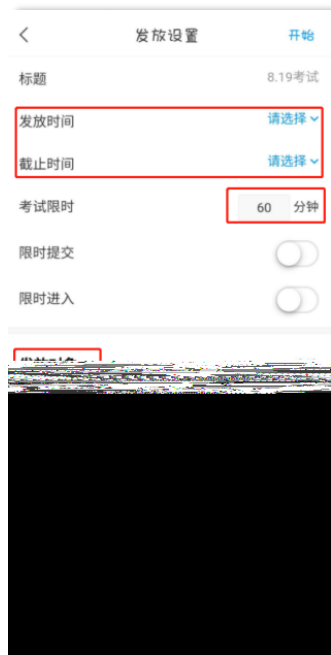 发放设置 开始
标题 8.19考试
发放时间 请选择
截止时间 请选择
考试限时 60 分钟
限时提交
限时进入